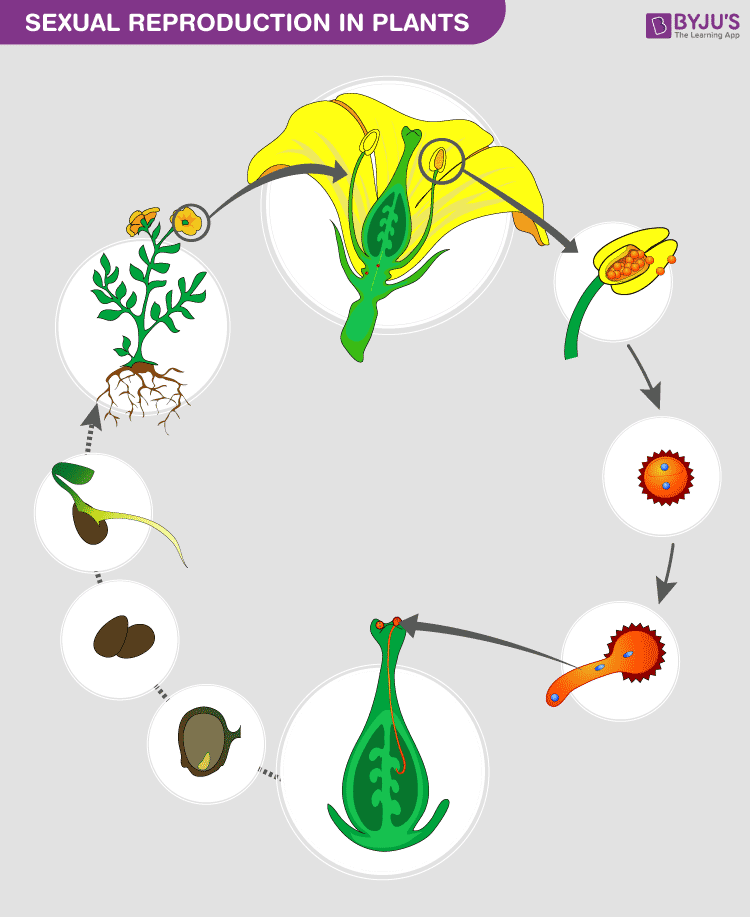 SEXUAL REPRODUCTION IN PLANTS
BYJU'S
The Learning App